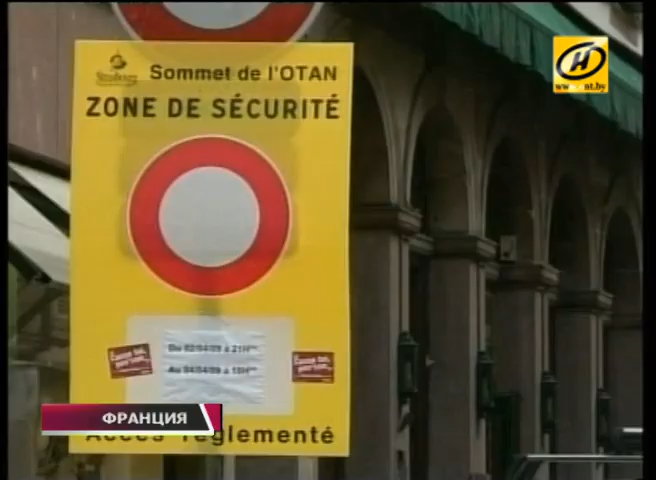 Strasbourg
Sommet de l'OTAN
ZONE DE SÉCURITÉ
Du 02/04/09 à 21H
Au 04/04/09 à 18H
Accès réglementé
ФРАНЦИЯ